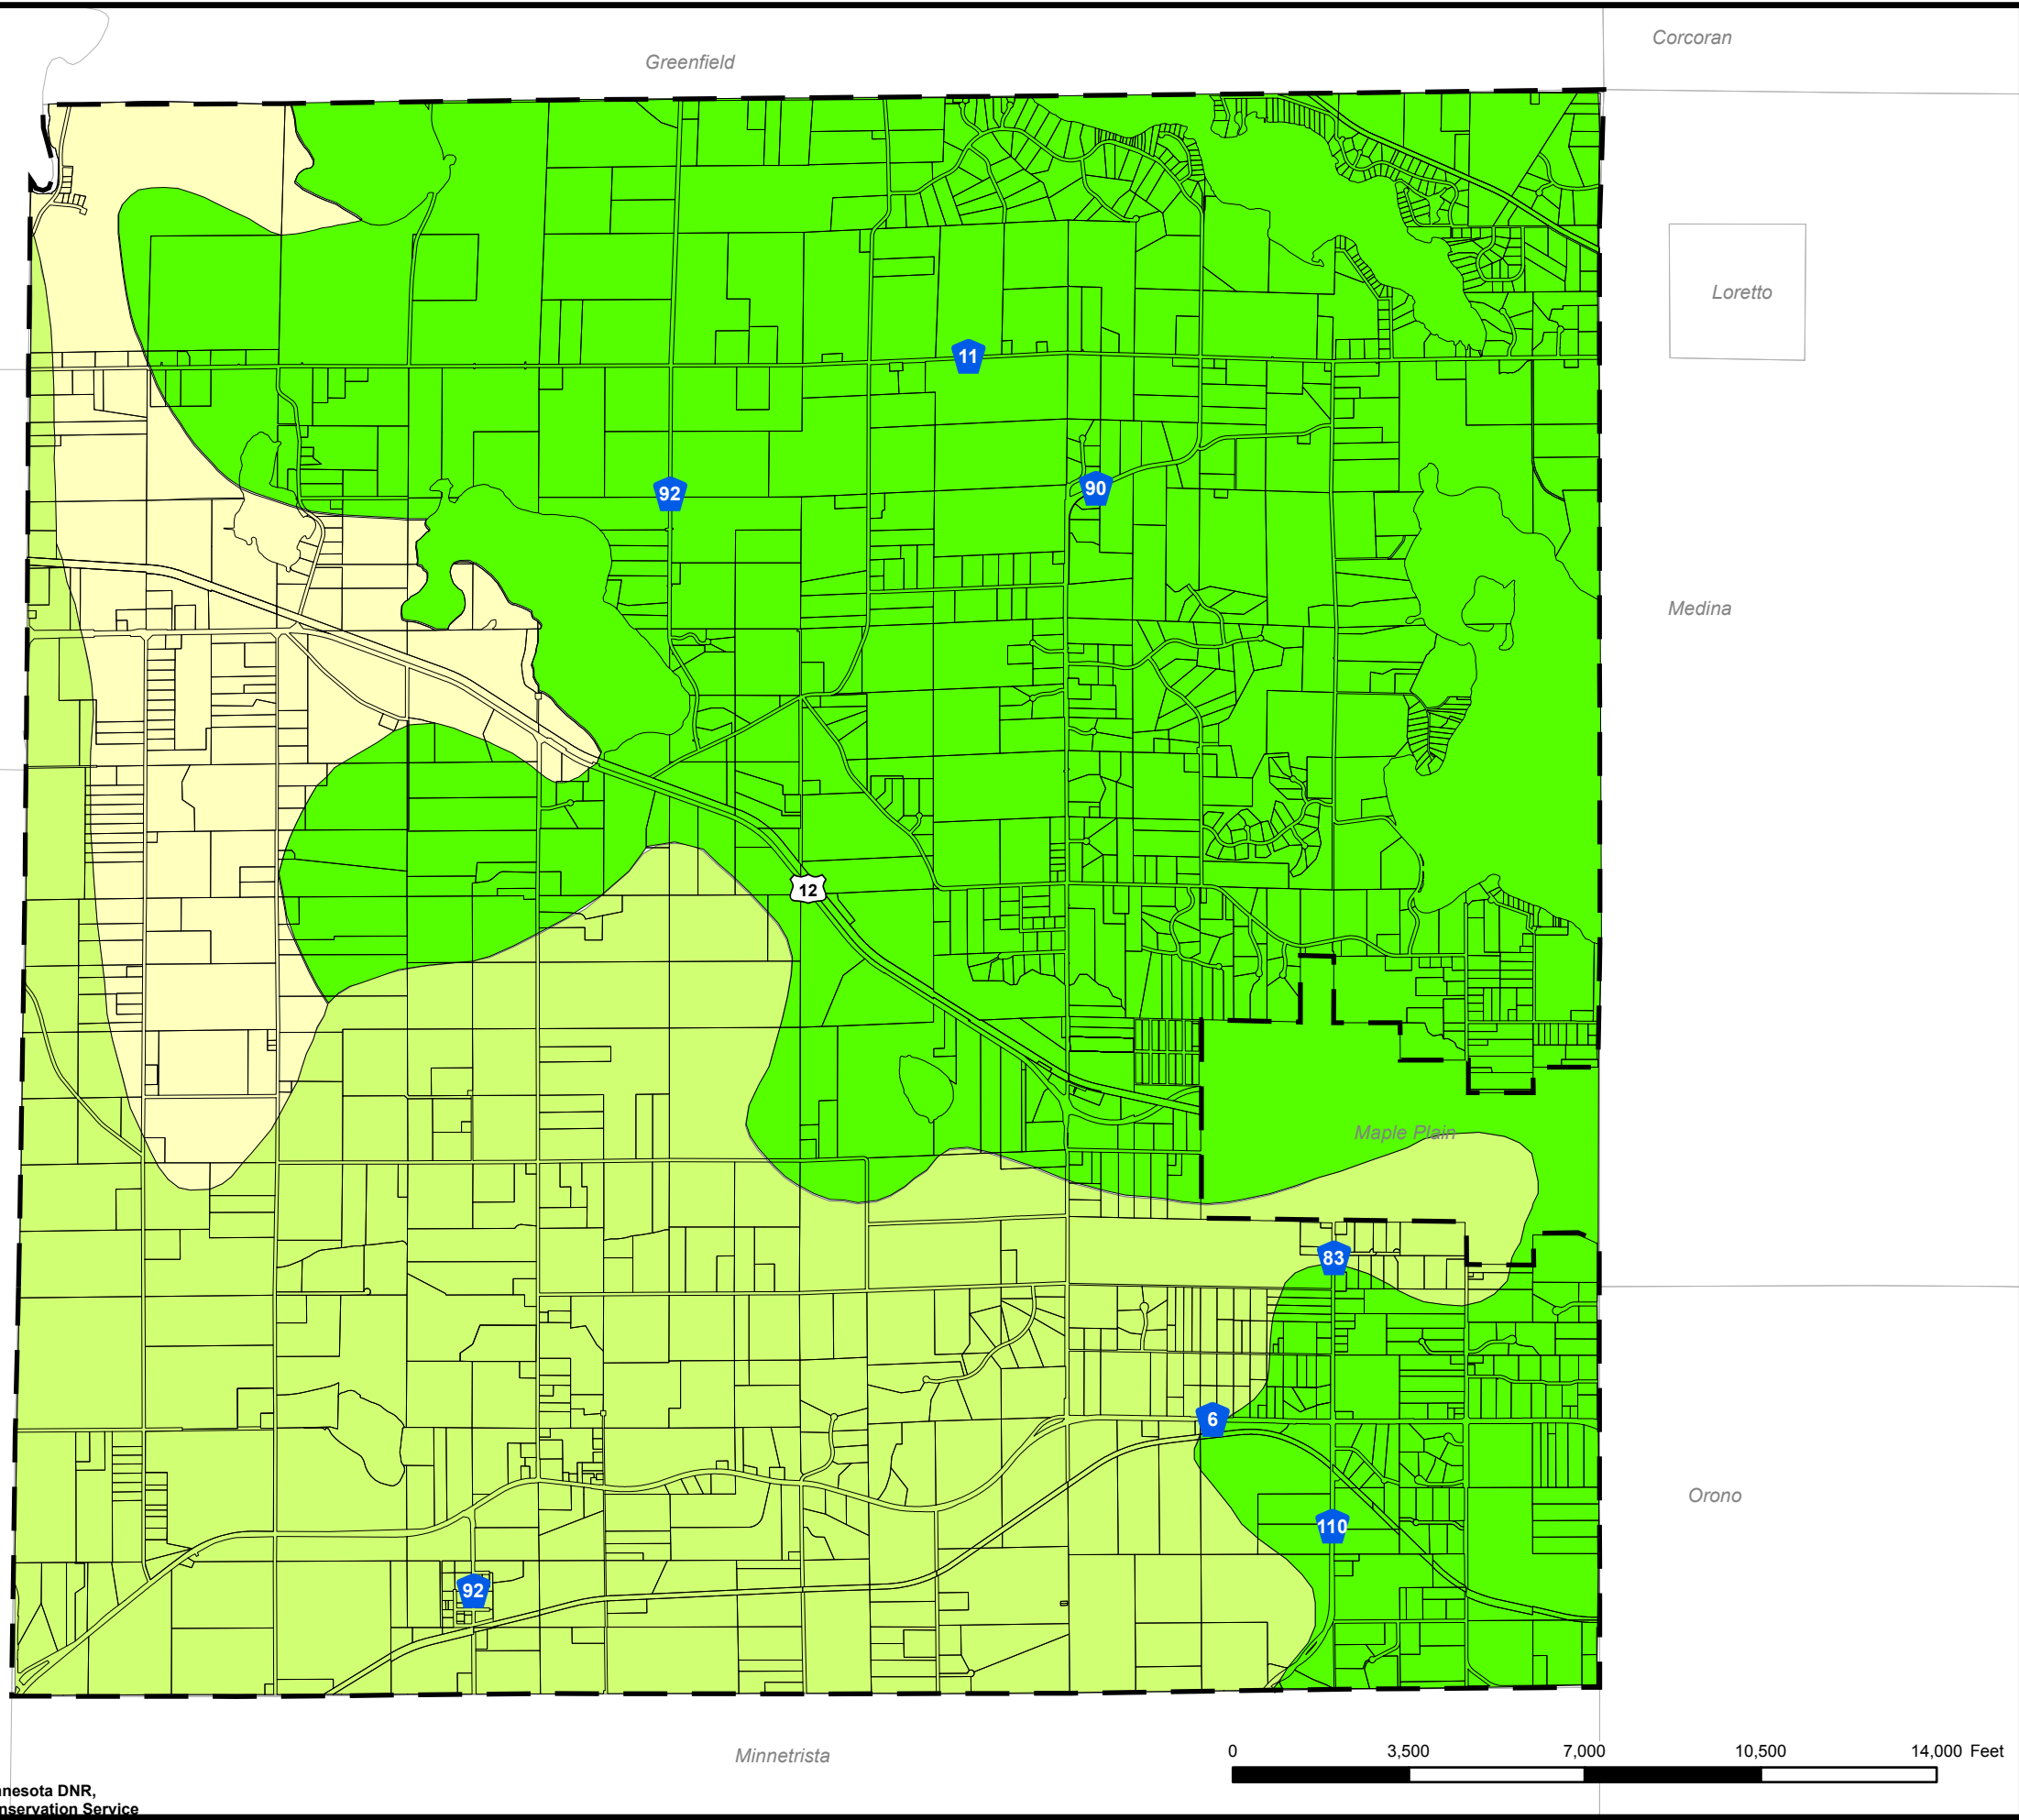 Corcoran
Greenfield
Loretto
11
92
90
Medina
12
Maple Plain
83
6
Orono
110
92
Minnetrista
0 3,500 7,000 10,500 14,000 Feet
nnesota DNR,
nservation Service